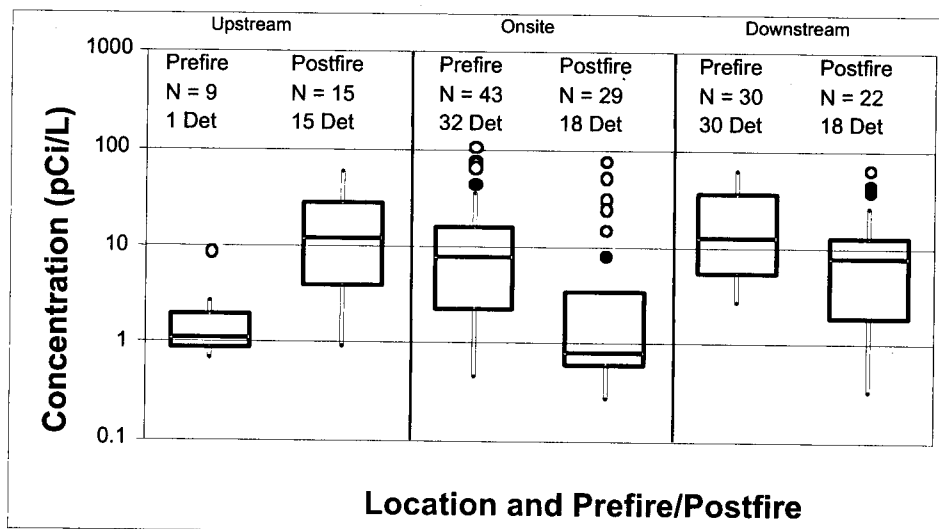 Upstream
Onsite
Downstream
1000
100
10
1
0.1
Concentration (pCi/L)
Prefire
N = 9
1 Det
Postfire
N = 15
15 Det
Prefire
N = 43
32 Det
Postfire
N = 29
18 Det
Prefire
N = 30
30 Det
Postfire
N = 22
18 Det
Location and Prefire/Postfire